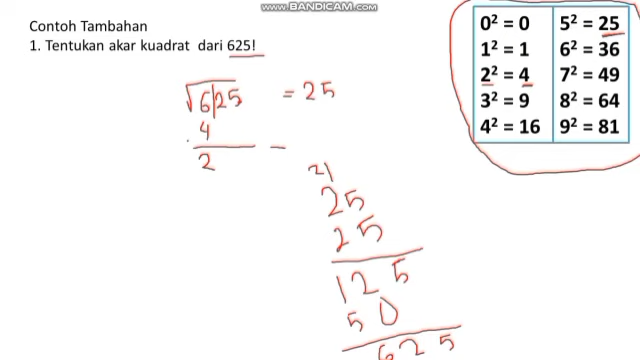 WWW.BANDICAM.COM
Contoh Tambahan
1. Tentukan akar kuadrat dari 625!
0² = 0 5² = 25
1² = 1 6² = 36
2² = 4 7² = 49
3² = 9 8² = 64
4² = 16 9² = 81
√6|25 = 25
4
2 –
21
25
25
125
50
625